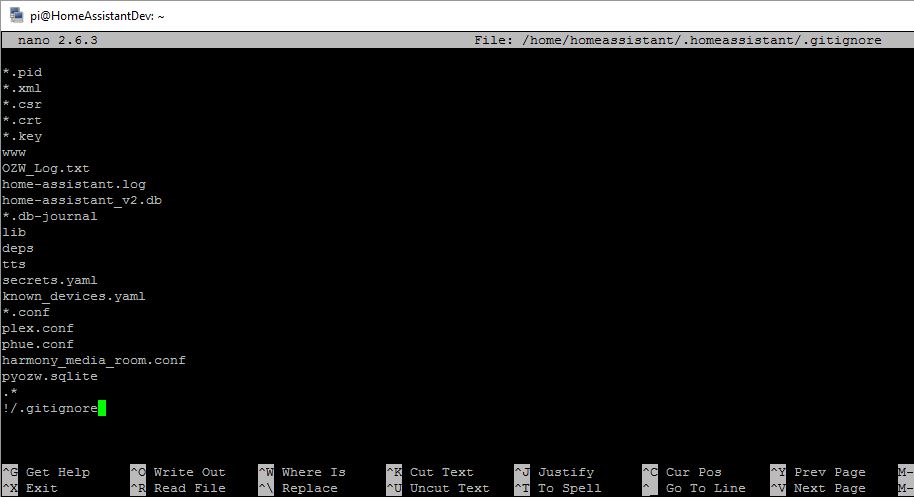 pi@HomeAssistantDev: ~
nano 2.6.3 File: /home/homeassistant/.homeassistant/.gitignore
*.pid
*.xml
*.csr
*.crt
*.key
www
OZW_Log.txt
home-assistant.log
home-assistant_v2.db
*.db-journal
lib
deps
tts
secrets.yaml
known_devices.yaml
*.conf
plex.conf
phue.conf
harmony_media_room.conf
pyozw.sqlite
.*
!/.gitignore
^G Get Help ^O Write Out ^W Where Is ^K Cut Text ^J Justify ^C Cur Pos ^Y Prev Page M-
^X Exit ^R Read File ^\ Replace ^U Uncut Text ^T To Spell ^_ Go To Line ^V Next Page M-